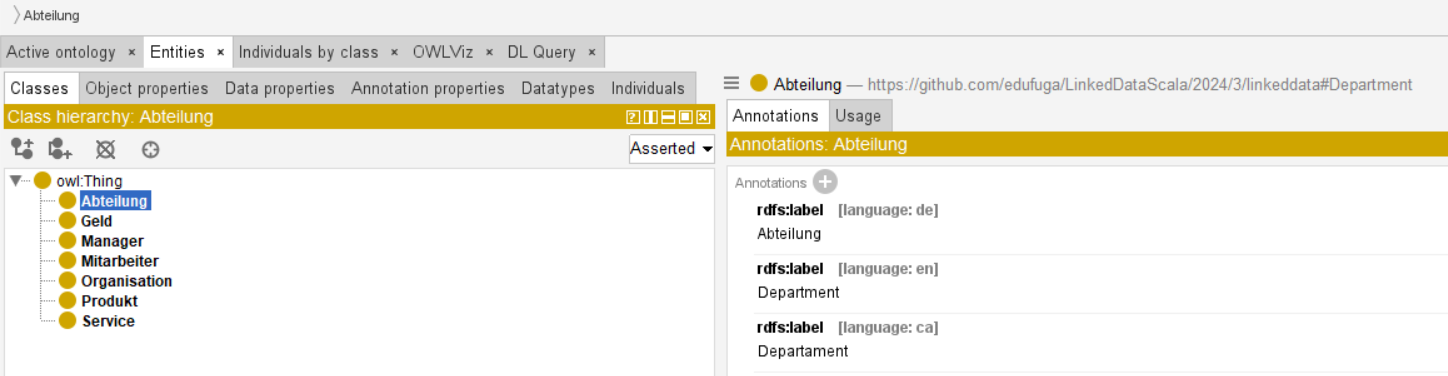 Abteilung
Active ontology × Entities × Individuals by class × OWLViz × DL Query ×
Classes Object properties Data properties Annotation properties Datatypes Individuals
Class hierarchy: Abteilung
Asserted
owl:Thing
Abteilung
Geld
Manager
Mitarbeiter
Organisation
Produkt
Service
Abteilung — https://github.com/edufuga/LinkedDataScala/2024/3/linkeddata#Department
Annotations Usage
Annotations: Abteilung
Annotations
rdfs:label [language: de]
Abteilung
rdfs:label [language: en]
Department
rdfs:label [language: ca]
Departament